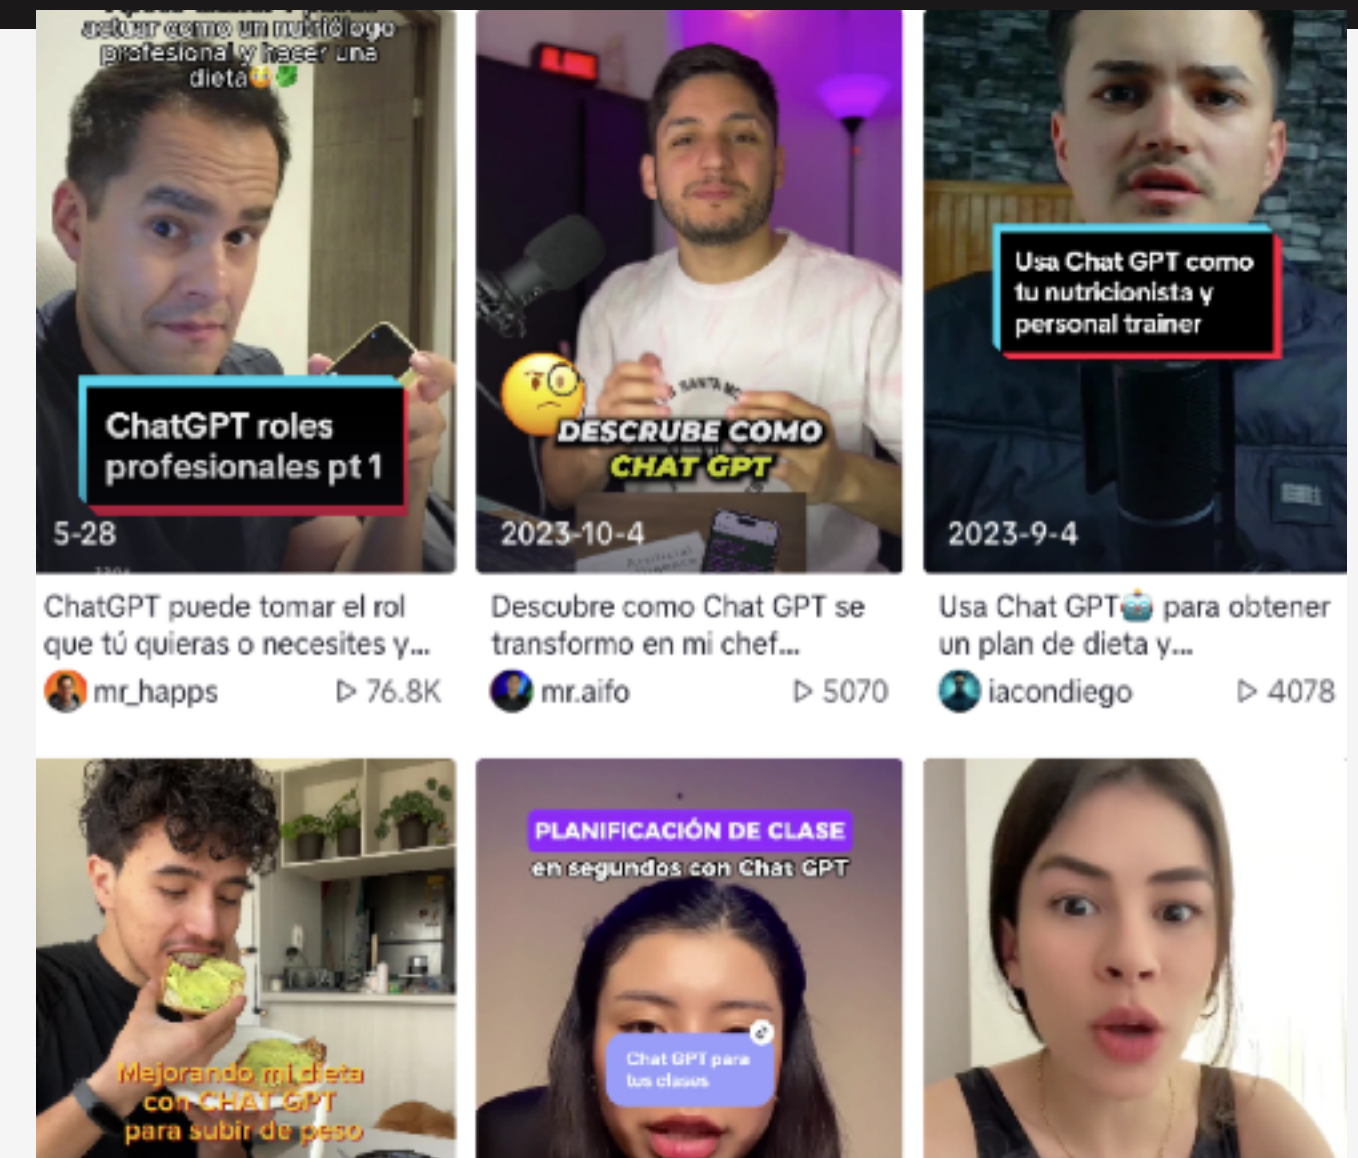 actuar como un nutriólogo
profesional y hacer una
dieta🤑🥦
ChatGPT roles
profesionales pt 1
5-28
SANTA MO
DESCRUBE COMO
CHAT GPT
2023-10-4
Usa Chat GPT como
tu nutricionista y
personal trainer
2023-9-4
ChatGPT puede tomar el rol
que tú quieras o necesites y...
mr_happs
76.8K
Descubre como Chat GPT se
transformo en mi chef...
mr.aifo
5070
Usa Chat GPT🤖 para obtener
un plan de dieta y...
iacondiego
4078
Mejorando mi dieta
con CHAT GPT
para subir de peso
PLANIFICACIÓN DE CLASE
en segundos con Chat GPT
Chat GPT para
tus clases